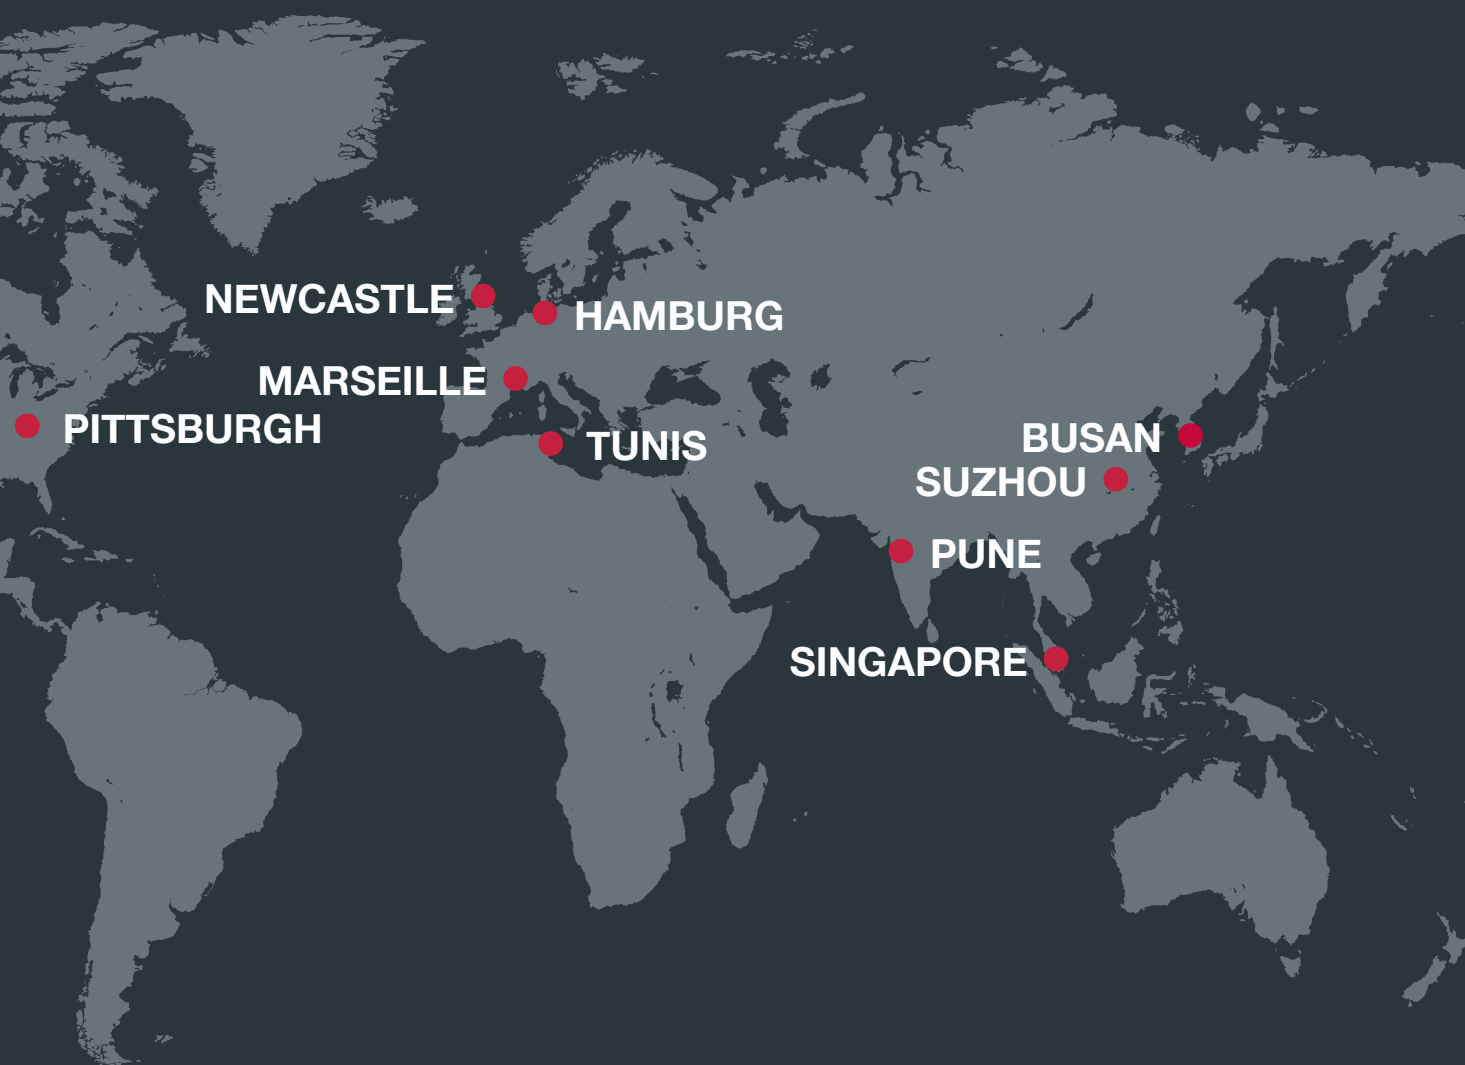 NEWCASTLE
HAMBURG
MARSEILLE
PITTSBURGH
TUNIS
BUSAN
SUZHOU
PUNE
SINGAPORE